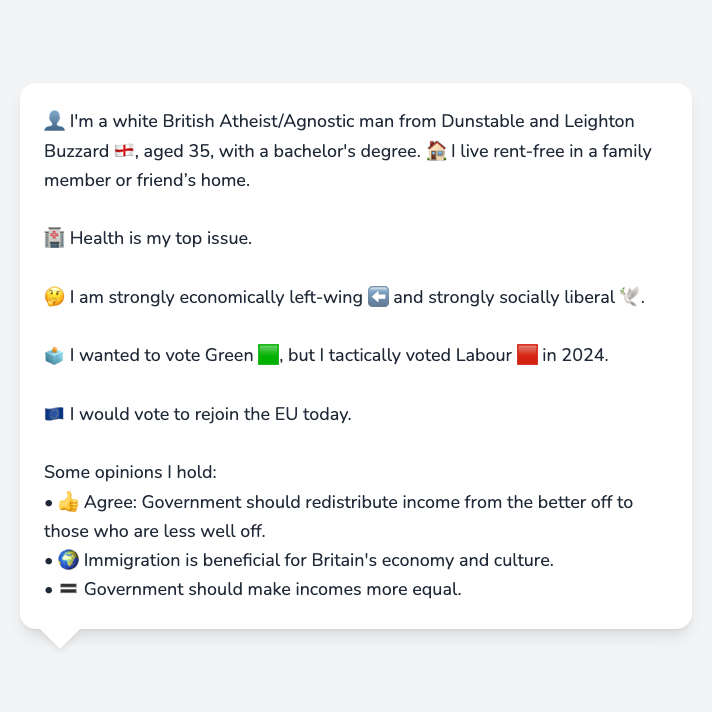 👤 I'm a white British Atheist/Agnostic man from Dunstable and Leighton
Buzzard 🏴󠁧󠁢󠁥󠁮󠁧󠁿, aged 35, with a bachelor's degree. 🏠 I live rent-free in a family
member or friend’s home.
🏥 Health is my top issue.
🤔 I am strongly economically left-wing ⬅️ and strongly socially liberal 🕊️.
🗳️ I wanted to vote Green 🟩, but I tactically voted Labour 🟥 in 2024.
🇪🇺 I would vote to rejoin the EU today.
Some opinions I hold:
• 👍 Agree: Government should redistribute income from the better off to
those who are less well off.
• 🌍 Immigration is beneficial for Britain's economy and culture.
• 🟰 Government should make incomes more equal.